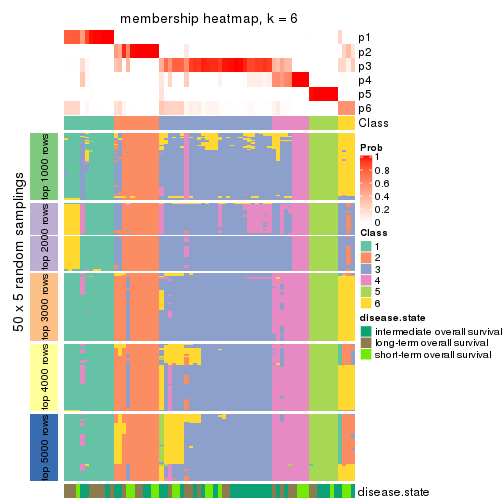 membership heatmap, k = 6
p1
p2
p3
p4
p5
p6
Class
50 x 5 random samplings
top 1000 rows
top 2000 rows
top 3000 rows
top 4000 rows
top 5000 rows
Prob
1
0.8
0.6
0.4
0.2
0
Class
1
2
3
4
5
6
disease.state
intermediate overall survival
long-term overall survival
short-term overall survival
disease.state